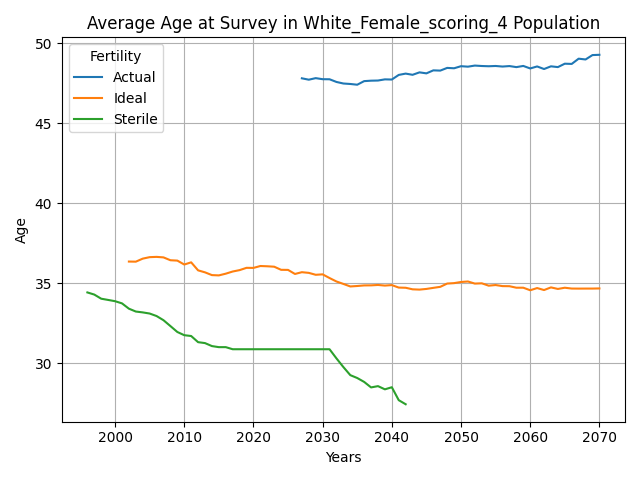 Average Age at Survey in White_Female_scoring_4 Population
Fertility
Actual
Ideal
Sterile
Age
50
45
40
35
30
2000 2010 2020 2030 2040 2050 2060 2070
Years